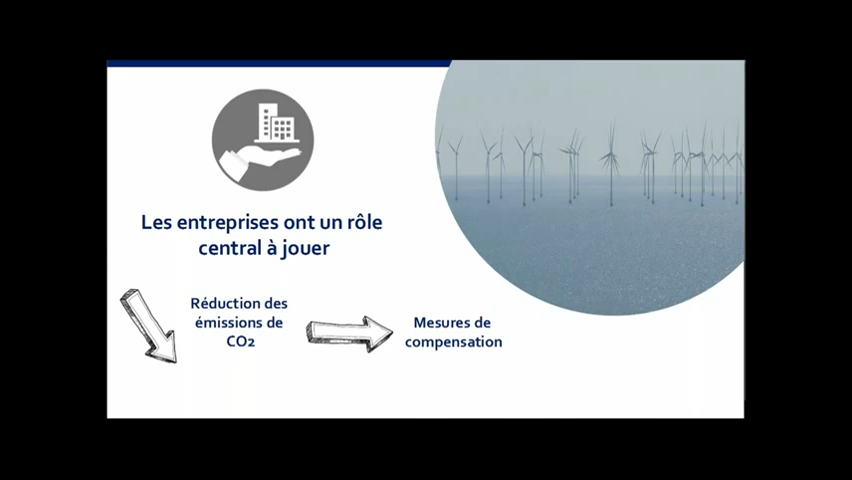 Les entreprises ont un rôle
central à jouer
Réduction des
émissions de
CO2
Mesures de
compensation